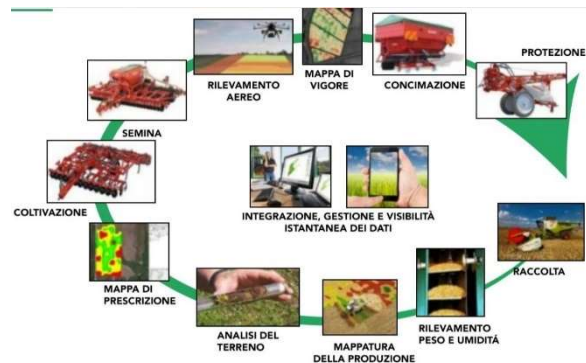 PROTEZIONE
MAPPA DI
VIGORE
CONCIMAZIONE
RILEVAMENTO
AEREO
SEMINA
COLTIVAZIONE
INTEGRAZIONE, GESTIONE E VISIBILITÀ
ISTANTANEA DEI DATI
MAPPA DI
PRESCRIZIONE
ANALISI DEL
TERRENO
MAPPATURA
DELLA PRODUZIONE
RILEVAMENTO
PESO E UMIDITÁ
RACCOLTA